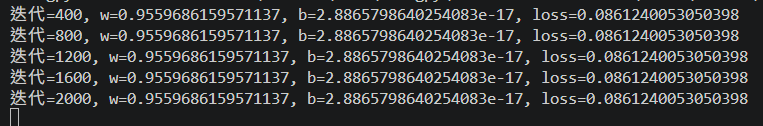 迭代=400, w=0.9559686159571137, b=2.8865798640254083e-17, loss=0.0861240053050398
迭代=800, w=0.9559686159571137, b=2.8865798640254083e-17, loss=0.0861240053050398
迭代=1200, w=0.9559686159571137, b=2.8865798640254083e-17, loss=0.0861240053050398
迭代=1600, w=0.9559686159571137, b=2.8865798640254083e-17, loss=0.0861240053050398
迭代=2000, w=0.9559686159571137, b=2.8865798640254083e-17, loss=0.0861240053050398